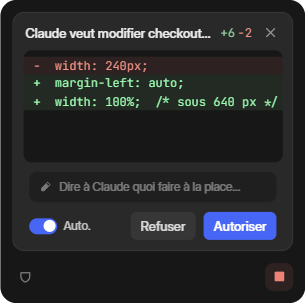 Claude veut modifier checkout... +6 -2
- width: 240px;
+ margin-left: auto;
+ width: 100%; /* sous 640 px */
Dire à Claude quoi faire à la place...
Auto. Refuser Autoriser